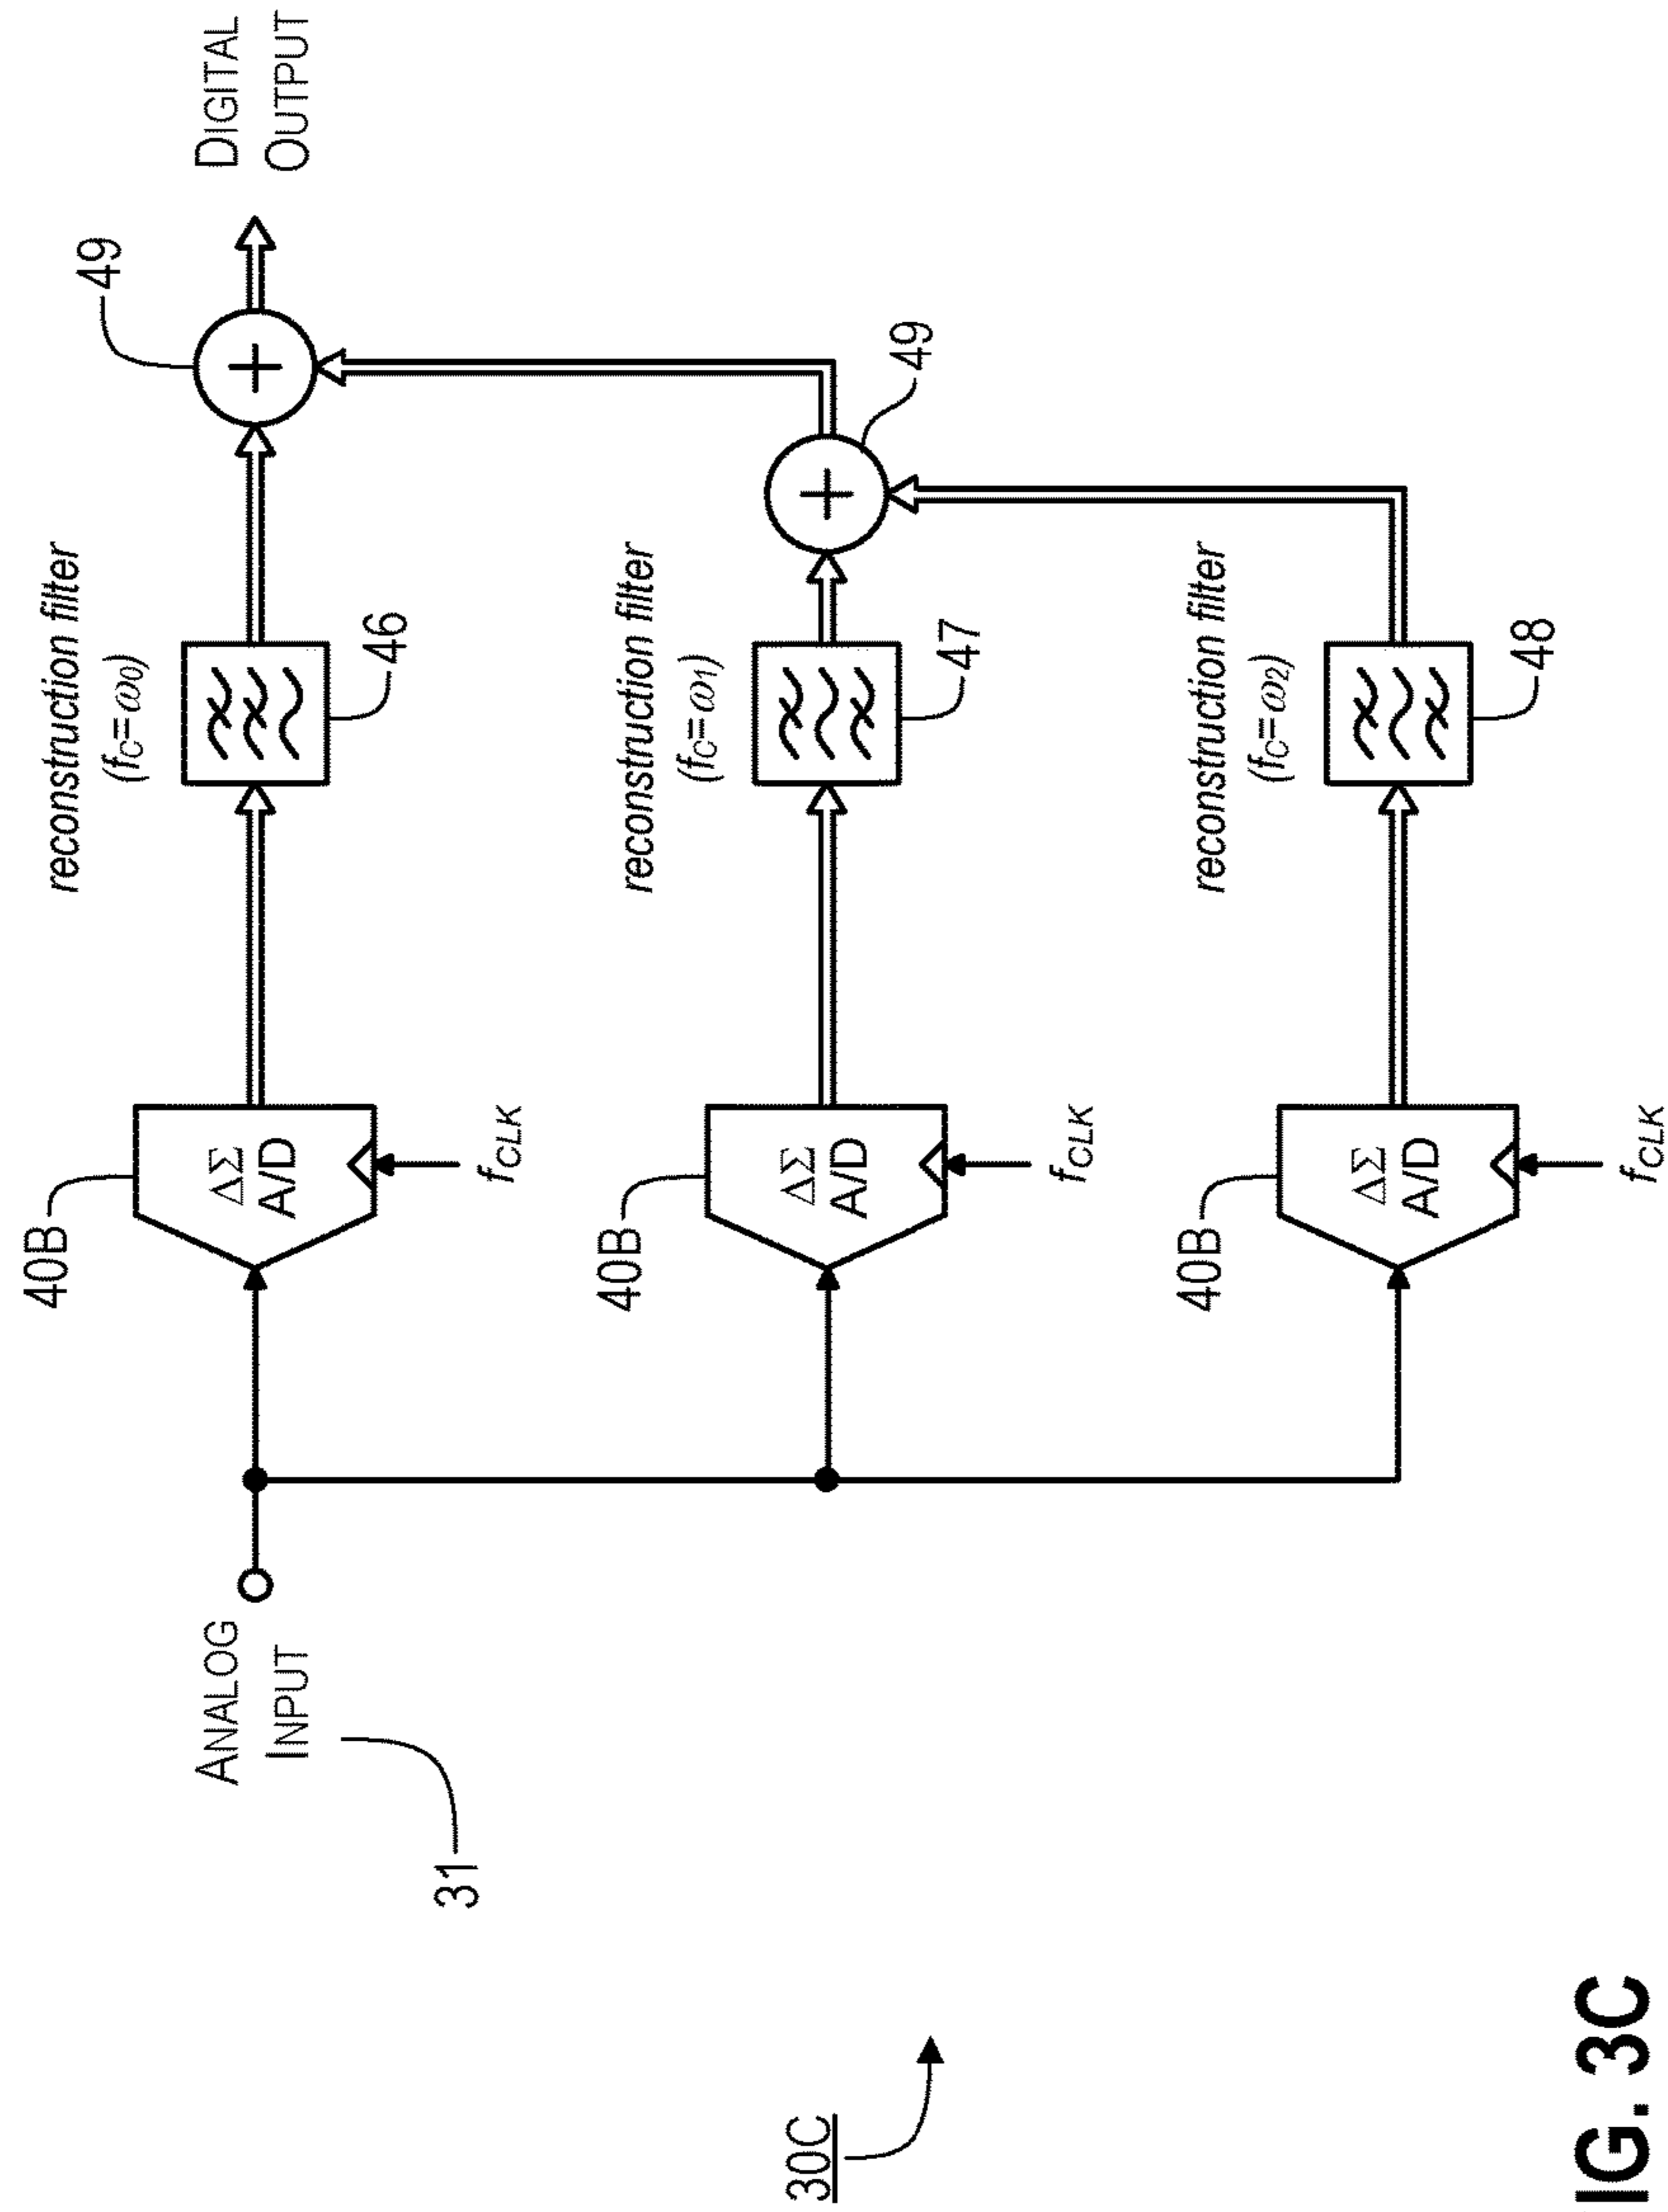 ANALOG
INPUT
31
40B
ΔΣ
A/D
fCLK
reconstruction filter
(fC=ω0)
46
49
+
DIGITAL
OUTPUT
40B
ΔΣ
A/D
fCLK
reconstruction filter
(fC=ω1)
47
49
+
40B
ΔΣ
A/D
fCLK
reconstruction filter
(fC=ω2)
48
30C
IG. 3C